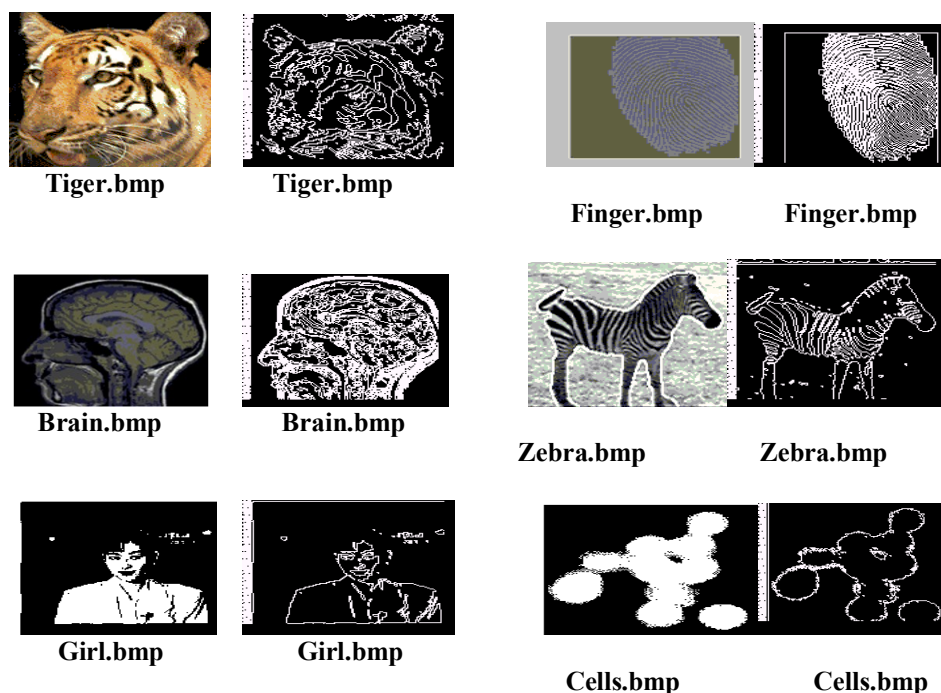 Tiger.bmp Tiger.bmp
Finger.bmp Finger.bmp
Brain.bmp Brain.bmp
Zebra.bmp Zebra.bmp
Girl.bmp Girl.bmp
Cells.bmp Cells.bmp